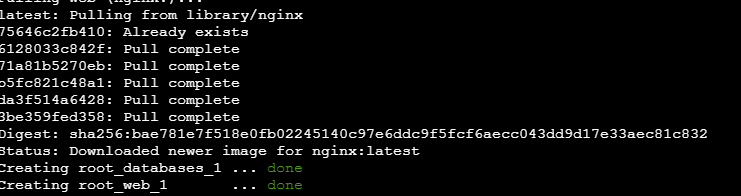 latest: Pulling from library/nginx
75646c2fb410: Already exists
6128033c842f: Pull complete
71a81b5270eb: Pull complete
b5fc821c48a1: Pull complete
da3f514a6428: Pull complete
3be359fed358: Pull complete
Digest: sha256:bae781e7f518e0fb02245140c97e6ddc9f5fcf6aecc043dd9d17e33aec81c832
Status: Downloaded newer image for nginx:latest
Creating root_databases_1 ... done
Creating root_web_1       ... done